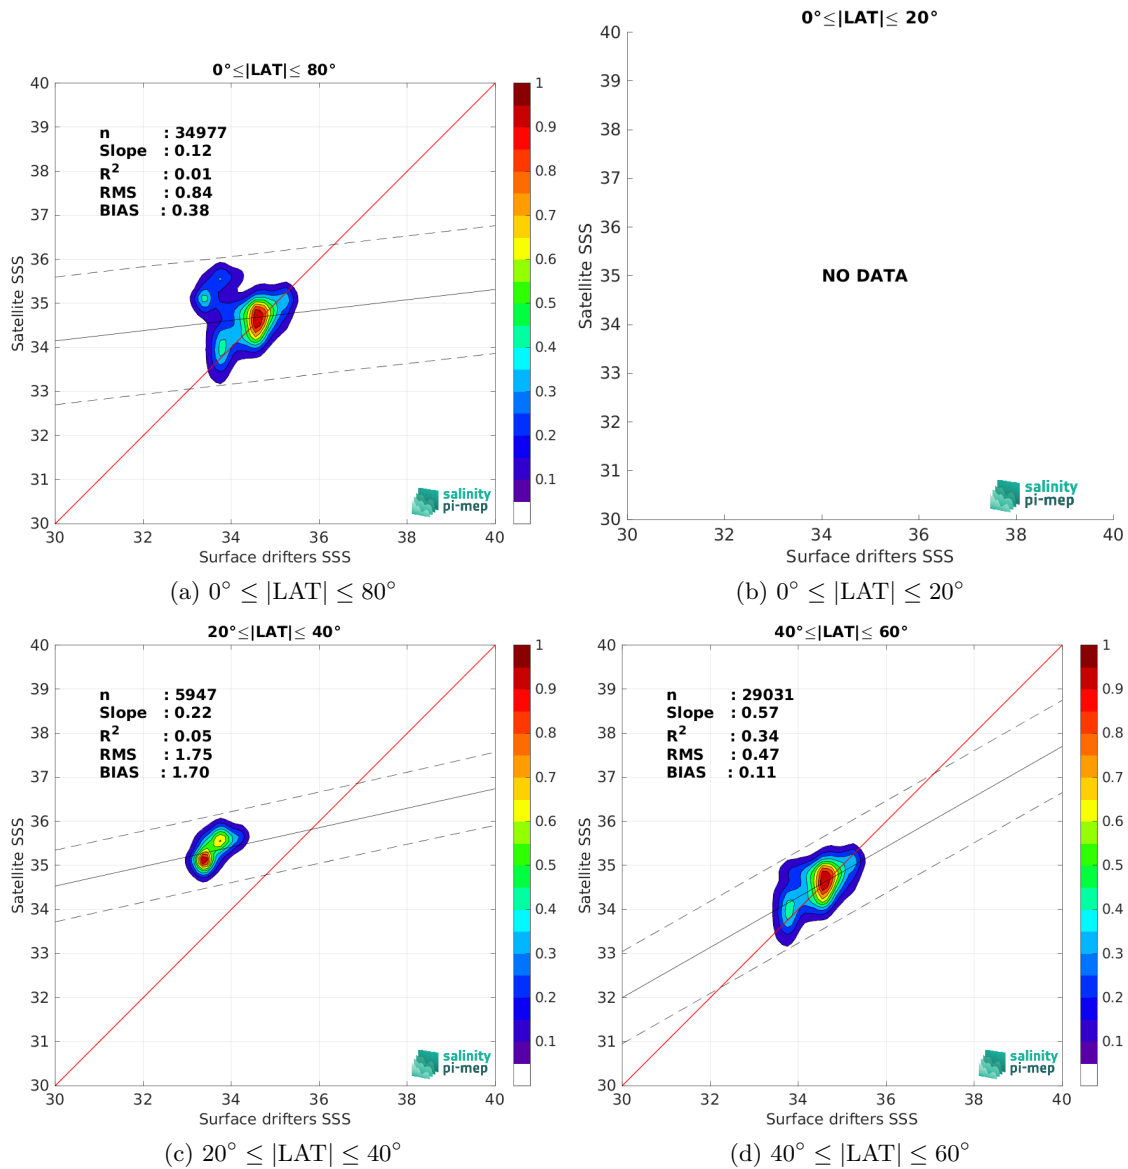 0°≤|LAT|≤ 80°
40
39
38
37
36
35
34
33
32
31
30
Satellite SSS
n : 34977
Slope : 0.12
R² : 0.01
RMS : 0.84
BIAS : 0.38
salinity
pi-mep
30 32 34 36 38 40
Surface drifters SSS
1
0.9
0.8
0.7
0.6
0.5
0.4
0.3
0.2
0.1
(a) 0° ≤ |LAT| ≤ 80°
0°≤|LAT|≤ 20°
40
39
38
37
36
35
34
33
32
31
30
Satellite SSS
NO DATA
salinity
pi-mep
30 32 34 36 38 40
Surface drifters SSS
(b) 0° ≤ |LAT| ≤ 20°
20°≤|LAT|≤ 40°
40
39
38
37
36
35
34
33
32
31
30
Satellite SSS
n : 5947
Slope : 0.22
R² : 0.05
RMS : 1.75
BIAS : 1.70
salinity
pi-mep
30 32 34 36 38 40
Surface drifters SSS
1
0.9
0.8
0.7
0.6
0.5
0.4
0.3
0.2
0.1
(c) 20° ≤ |LAT| ≤ 40°
40°≤|LAT|≤ 60°
40
39
38
37
36
35
34
33
32
31
30
Satellite SSS
n : 29031
Slope : 0.57
R² : 0.34
RMS : 0.47
BIAS : 0.11
salinity
pi-mep
30 32 34 36 38 40
Surface drifters SSS
1
0.9
0.8
0.7
0.6
0.5
0.4
0.3
0.2
0.1
(d) 40° ≤ |LAT| ≤ 60°